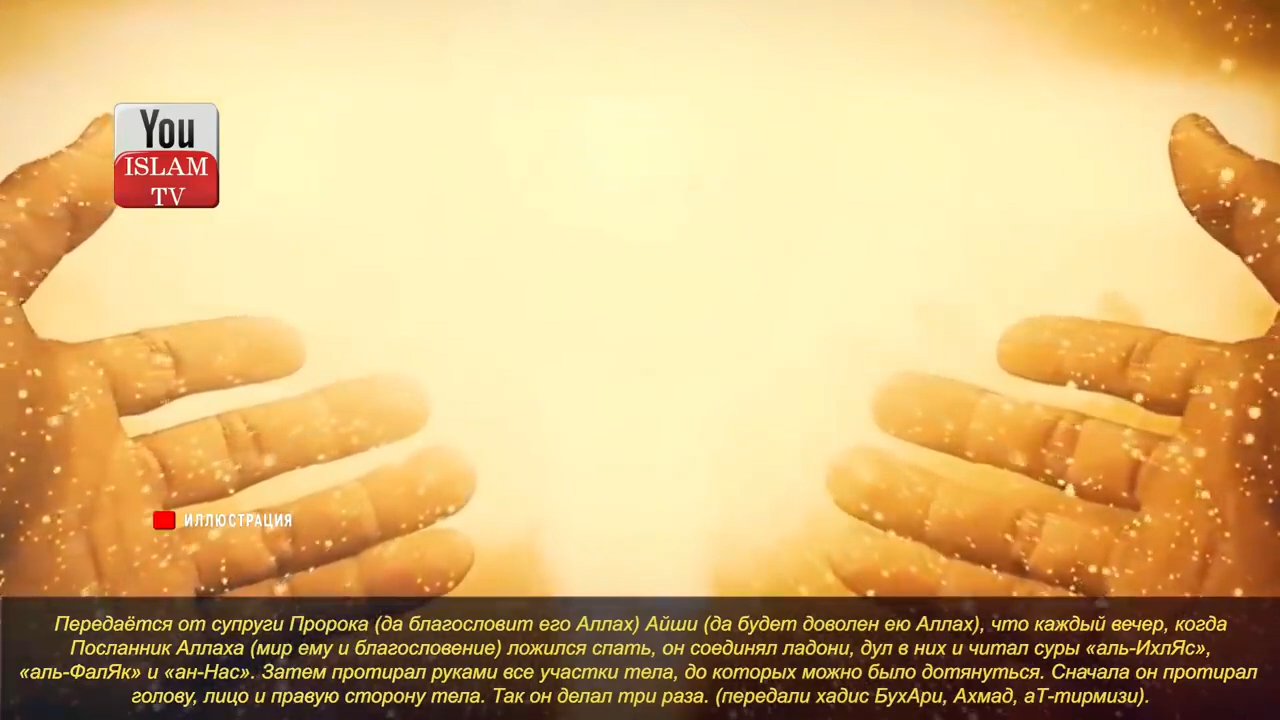 You
ISLAM
TV
ИЛЛЮСТРАЦИЯ
Передаётся от супруги Пророка (да благословит его Аллах) Айши (да будет доволен ею Аллах), что каждый вечер, когда
Посланник Аллаха (мир ему и благословение) ложился спать, он соединял ладони, дул в них и читал суры «аль-ИхлЯс»,
«аль-ФалЯк» и «ан-Нас». Затем протирал руками все участки тела, до которых можно было дотянуться. Сначала он протирал
голову, лицо и правую сторону тела. Так он делал три раза. (передали хадис БухАри, Ахмад, аТ-тирмизи).